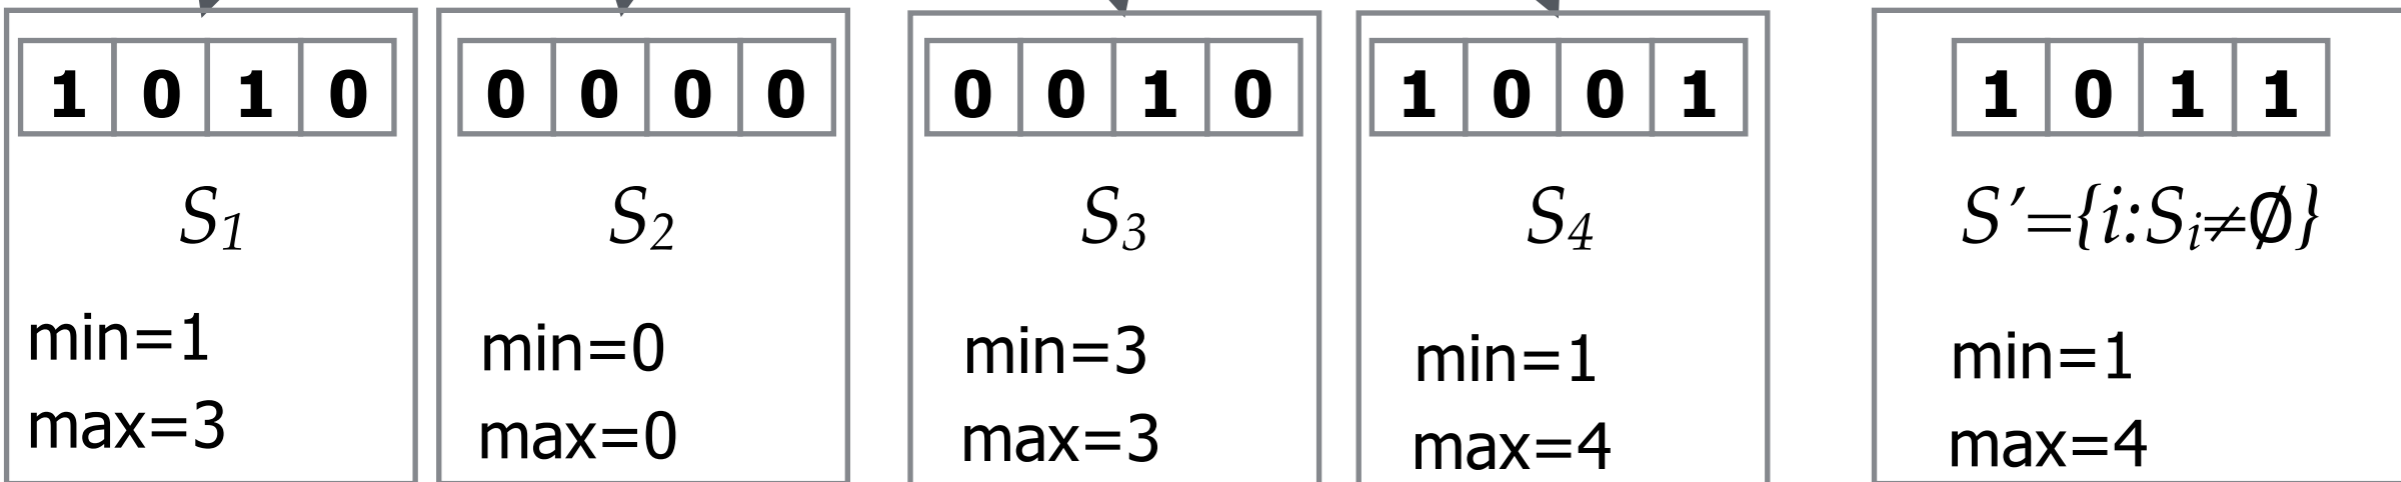 1 0 1 0
S₁
min=1
max=3
0 0 0 0
S₂
min=0
max=0
0 0 1 0
S₃
min=3
max=3
1 0 0 1
S₄
min=1
max=4
1 0 1 1
S′={i:Sᵢ≠∅}
min=1
max=4